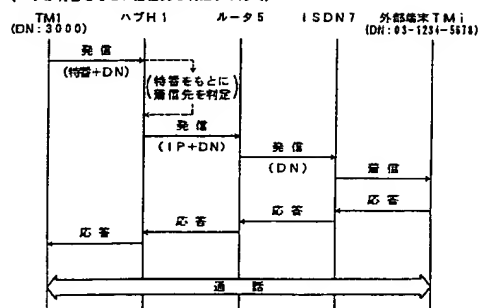 TM1 ハブH1 ルータ5 ISDN7 外部端末TMi
(DN:3000) (DN:03-1234-5678)
発信
(特番+DN)
(特番をもとに
着信先を判定)
発信
(IP+DN)
発信
(DN)
着信
応答
応答
応答
応答
通話